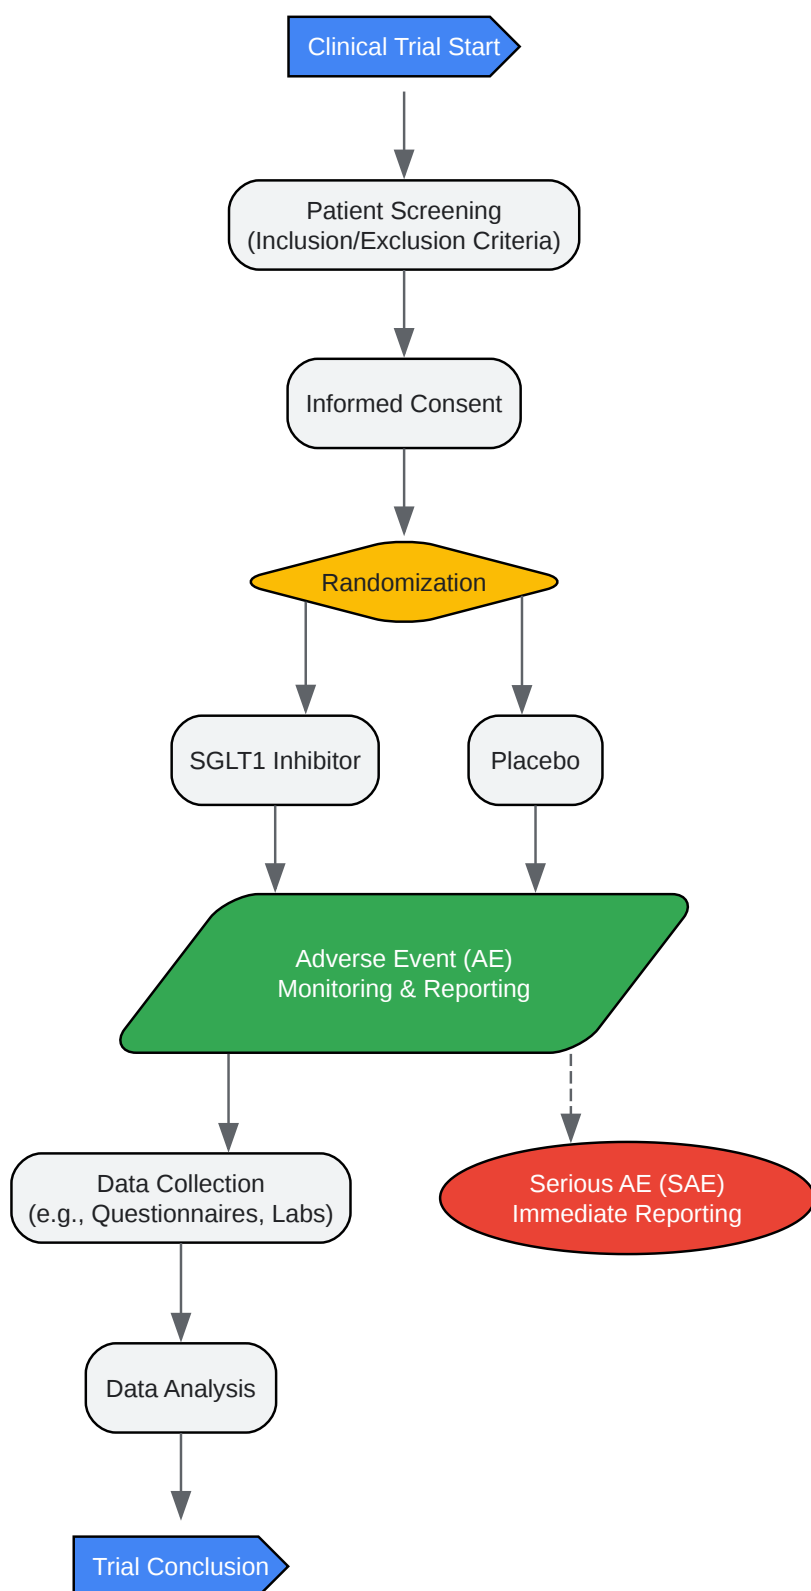 Clinical Trial Start
Patient Screening
(Inclusion/Exclusion Criteria)
Informed Consent
Randomization
SGLT1 Inhibitor
Placebo
Adverse Event (AE)
Monitoring & Reporting
Data Collection
(e.g., Questionnaires, Labs)
Serious AE (SAE)
Immediate Reporting
Data Analysis
Trial Conclusion